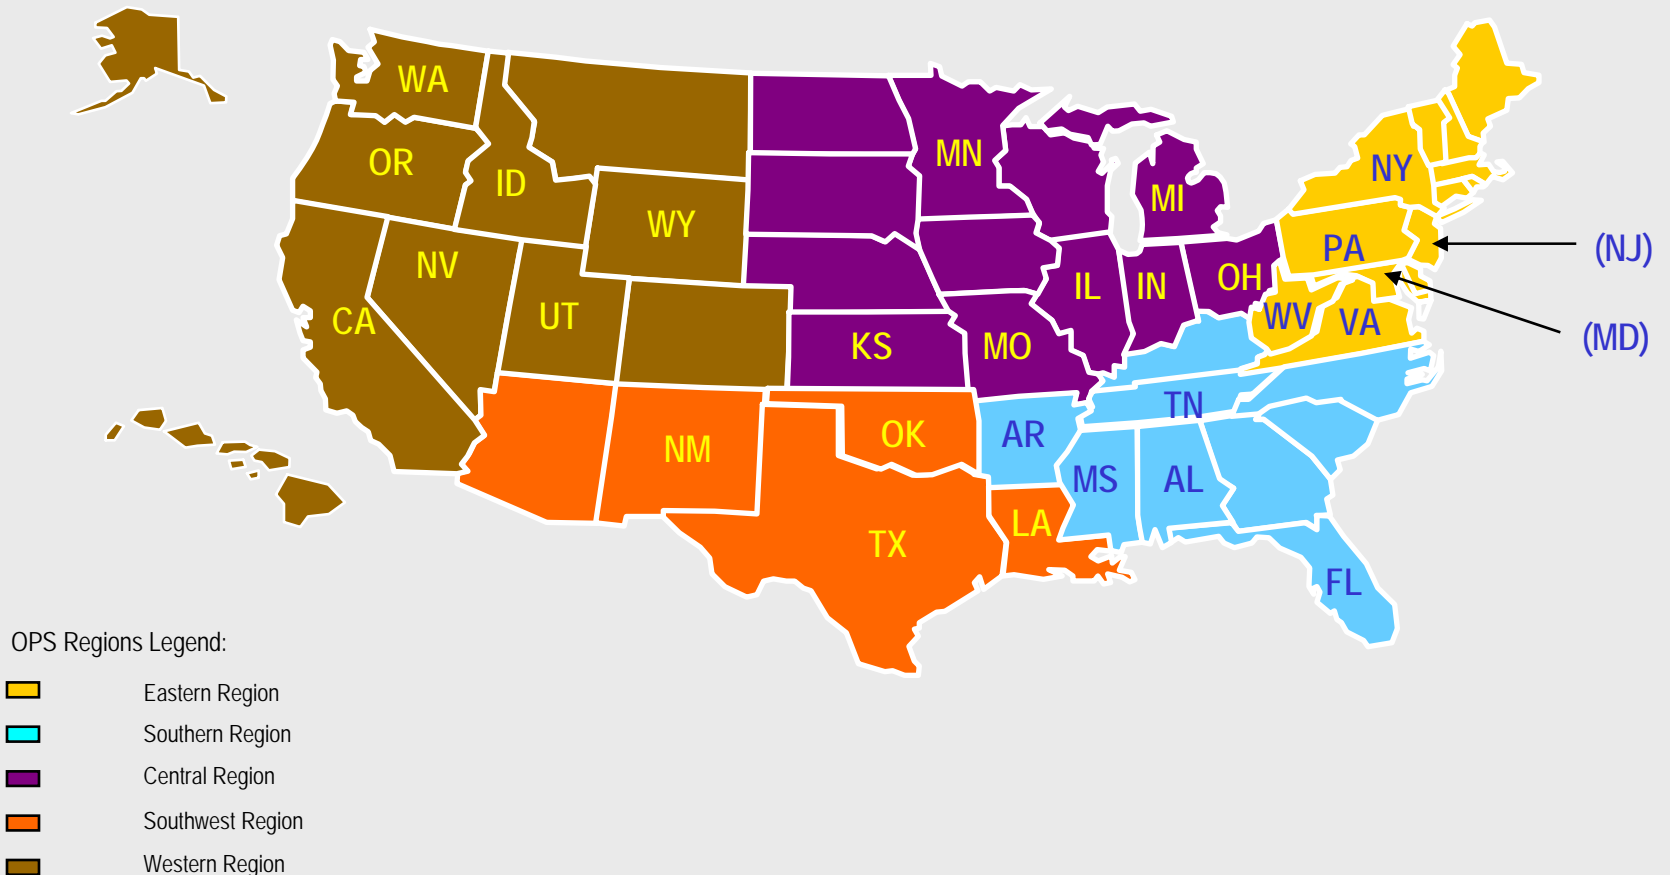 WA
MN
OR
NY
ID
MI
WY
PA
(NJ)
NV
OH
IL
IN
UT
WV
CA
VA
(MD)
KS
MO
TN
OK
AR
NM
MS
AL
LA
TX
FL
OPS Regions Legend:
Eastern Region
Southern Region
Central Region
Southwest Region
Western Region